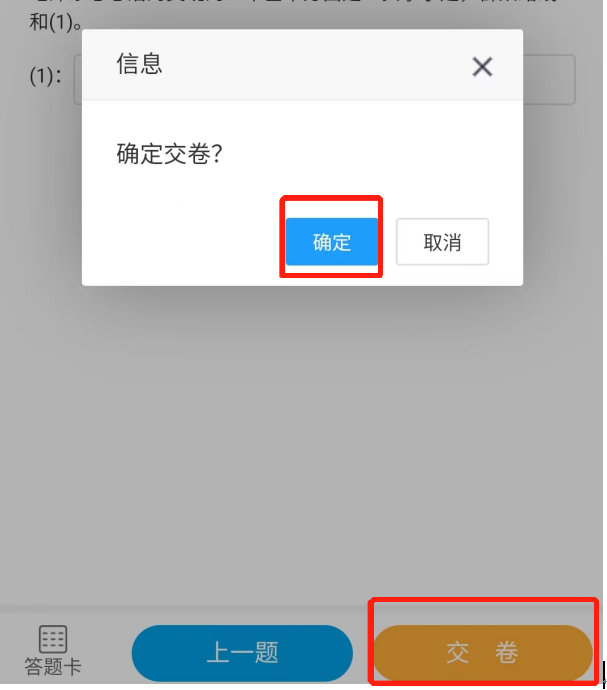 和(1)。
(1)：
信息
确定交卷？
确定
取消
答题卡
上一题
交 卷